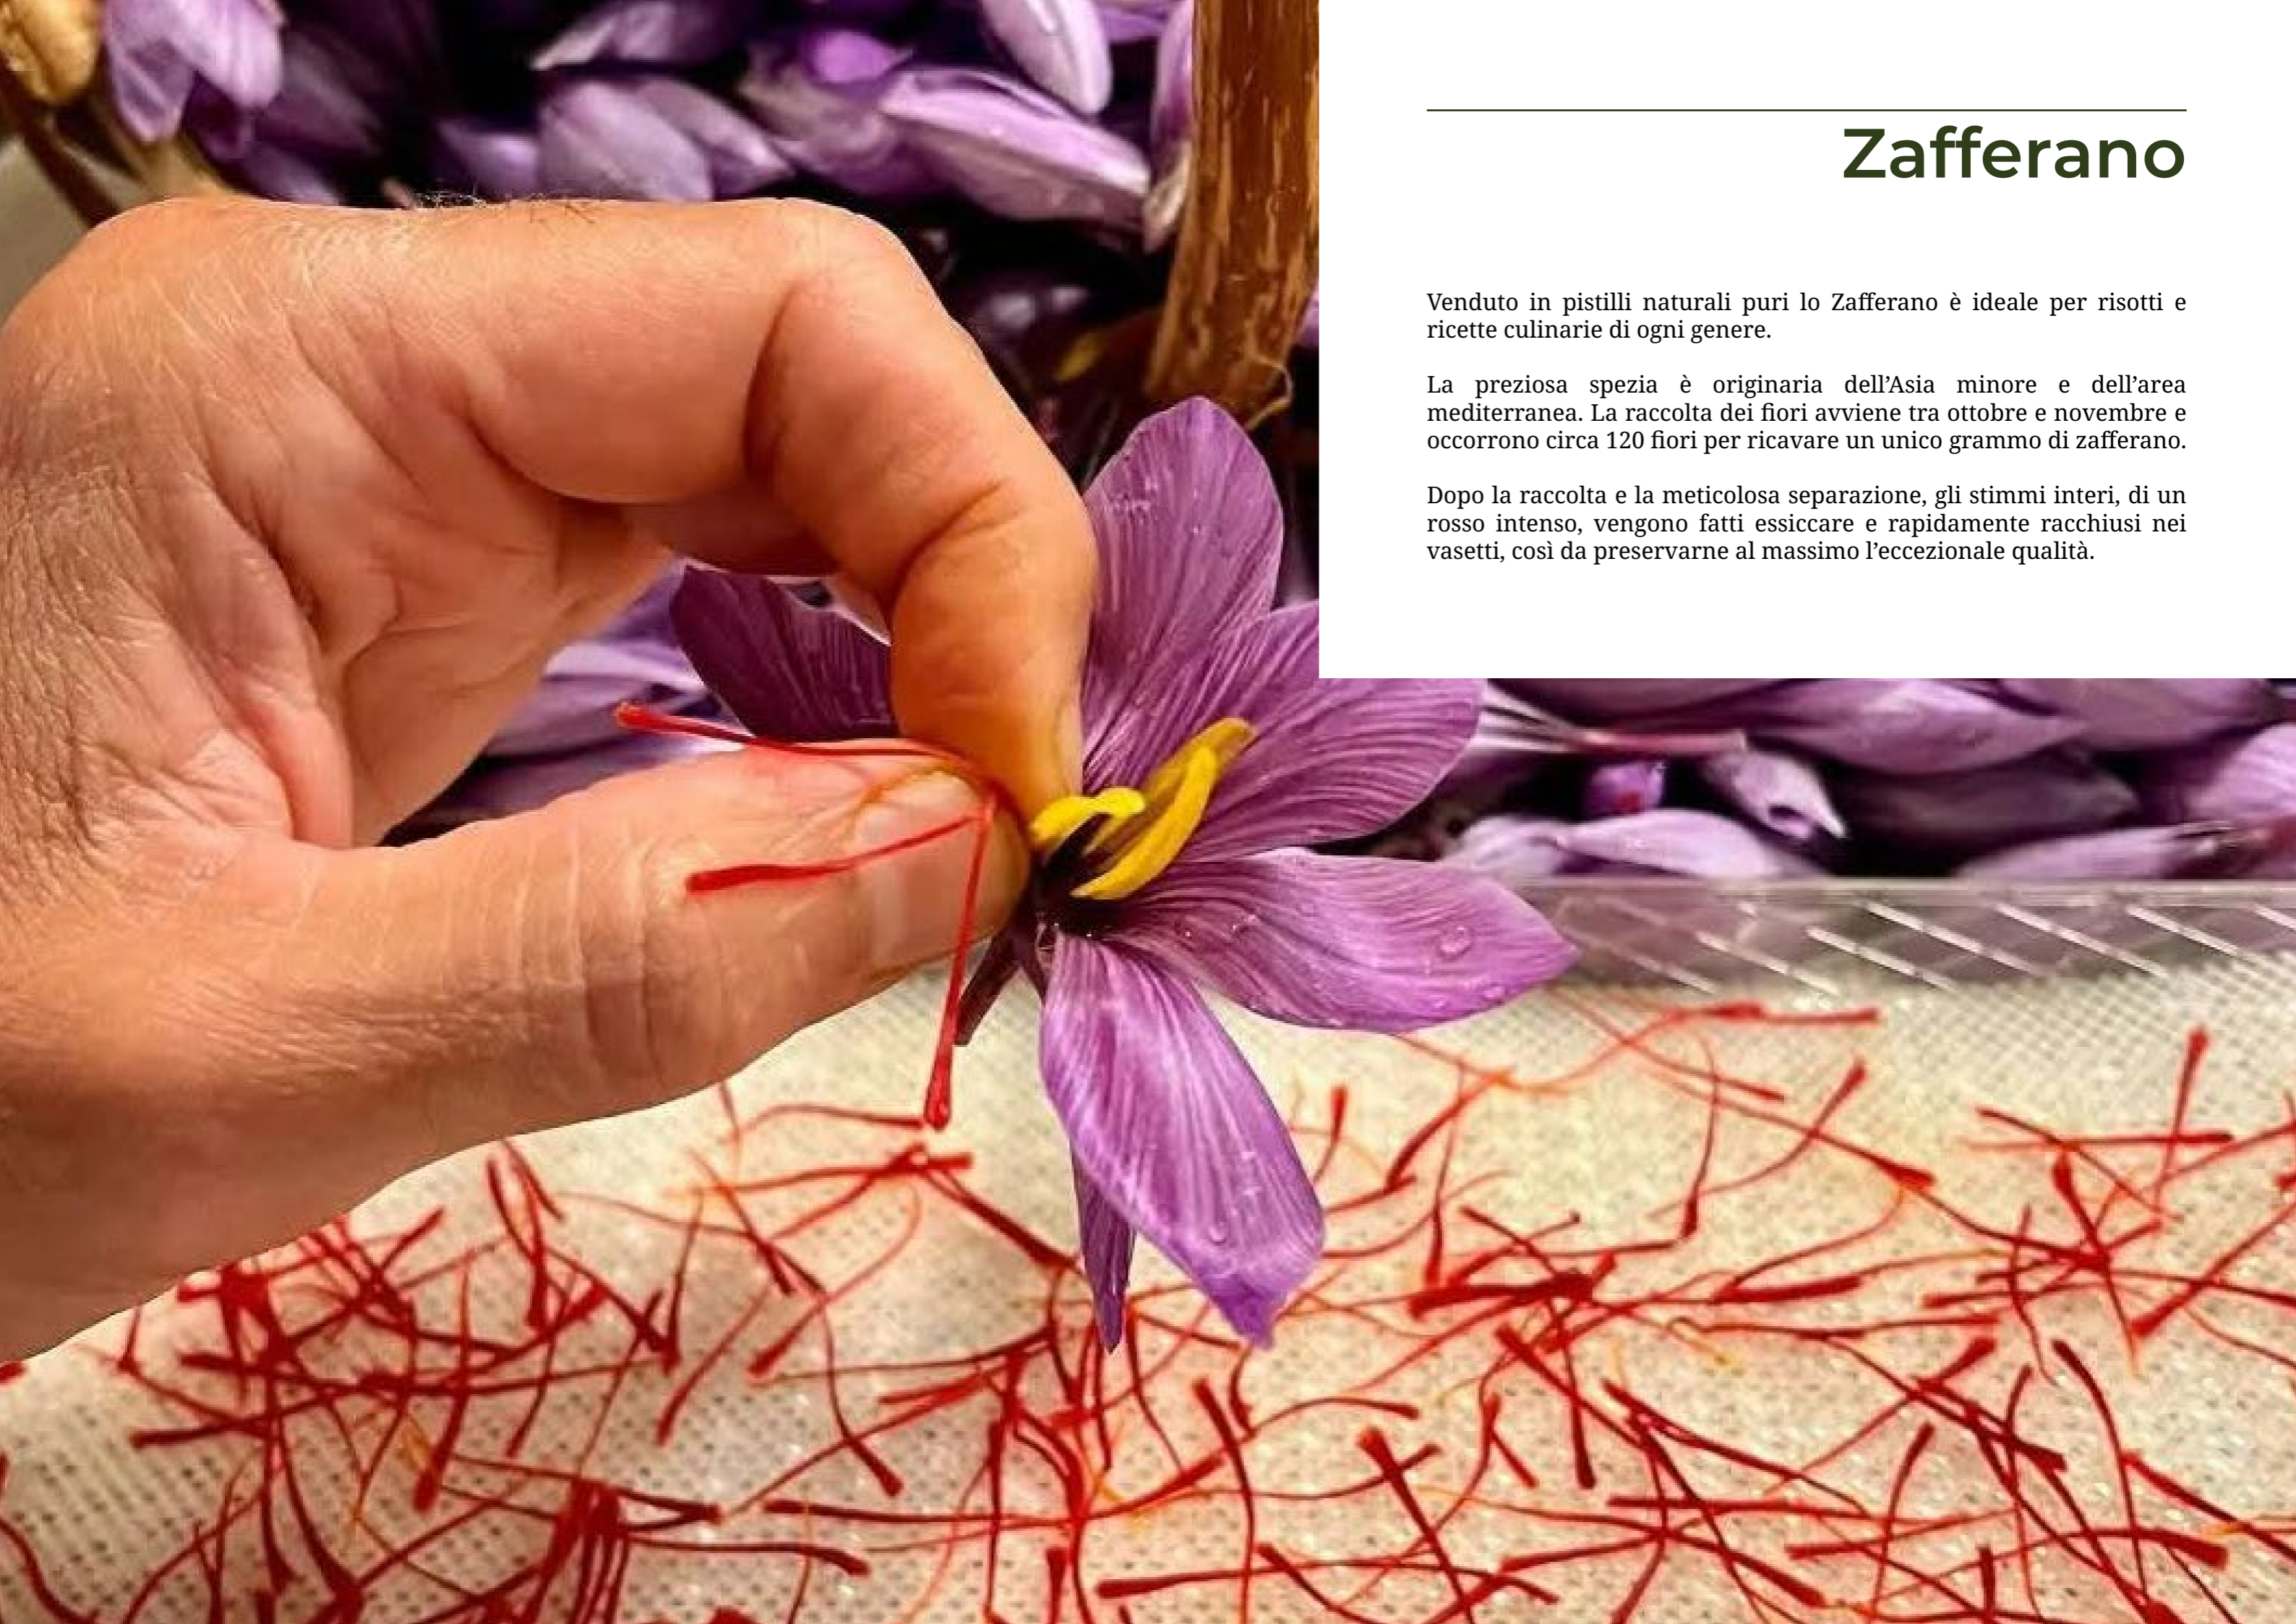 Zafferano
Venduto in pistilli naturali puri lo Zafferano è ideale per risotti e
ricette culinarie di ogni genere.
La preziosa spezia è originaria dell’Asia minore e dell’area
mediterranea. La raccolta dei fiori avviene tra ottobre e novembre e
occorrono circa 120 fiori per ricavare un unico grammo di zafferano.
Dopo la raccolta e la meticolosa separazione, gli stimmi interi, di un
rosso intenso, vengono fatti essiccare e rapidamente racchiusi nei
vasetti, così da preservarne al massimo l’eccezionale qualità.